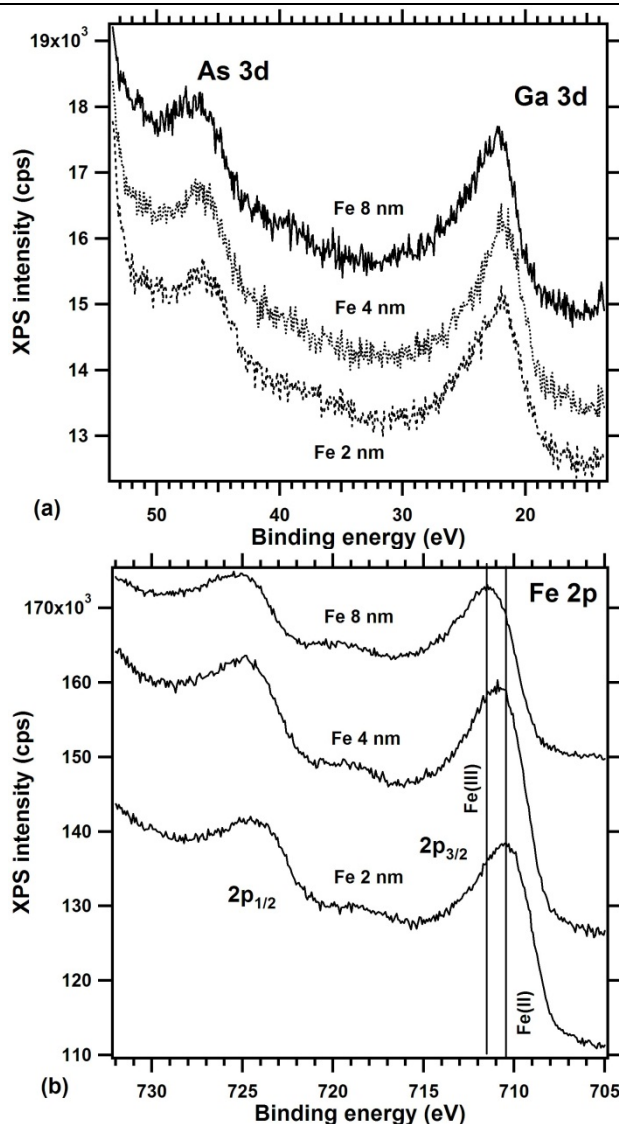 19x10³
18
17
16
15
14
13
XPS intensity (cps)
As 3d
Ga 3d
Fe 8 nm
Fe 4 nm
Fe 2 nm
50
40
30
20
(a)
Binding energy (eV)
170x10³
160
150
140
130
120
110
XPS intensity (cps)
Fe 2p
Fe 8 nm
Fe 4 nm
Fe(III)
2p₃/₂
Fe 2 nm
2p₁/₂
Fe(II)
730
725
720
715
710
705
(b)
Binding energy (eV)